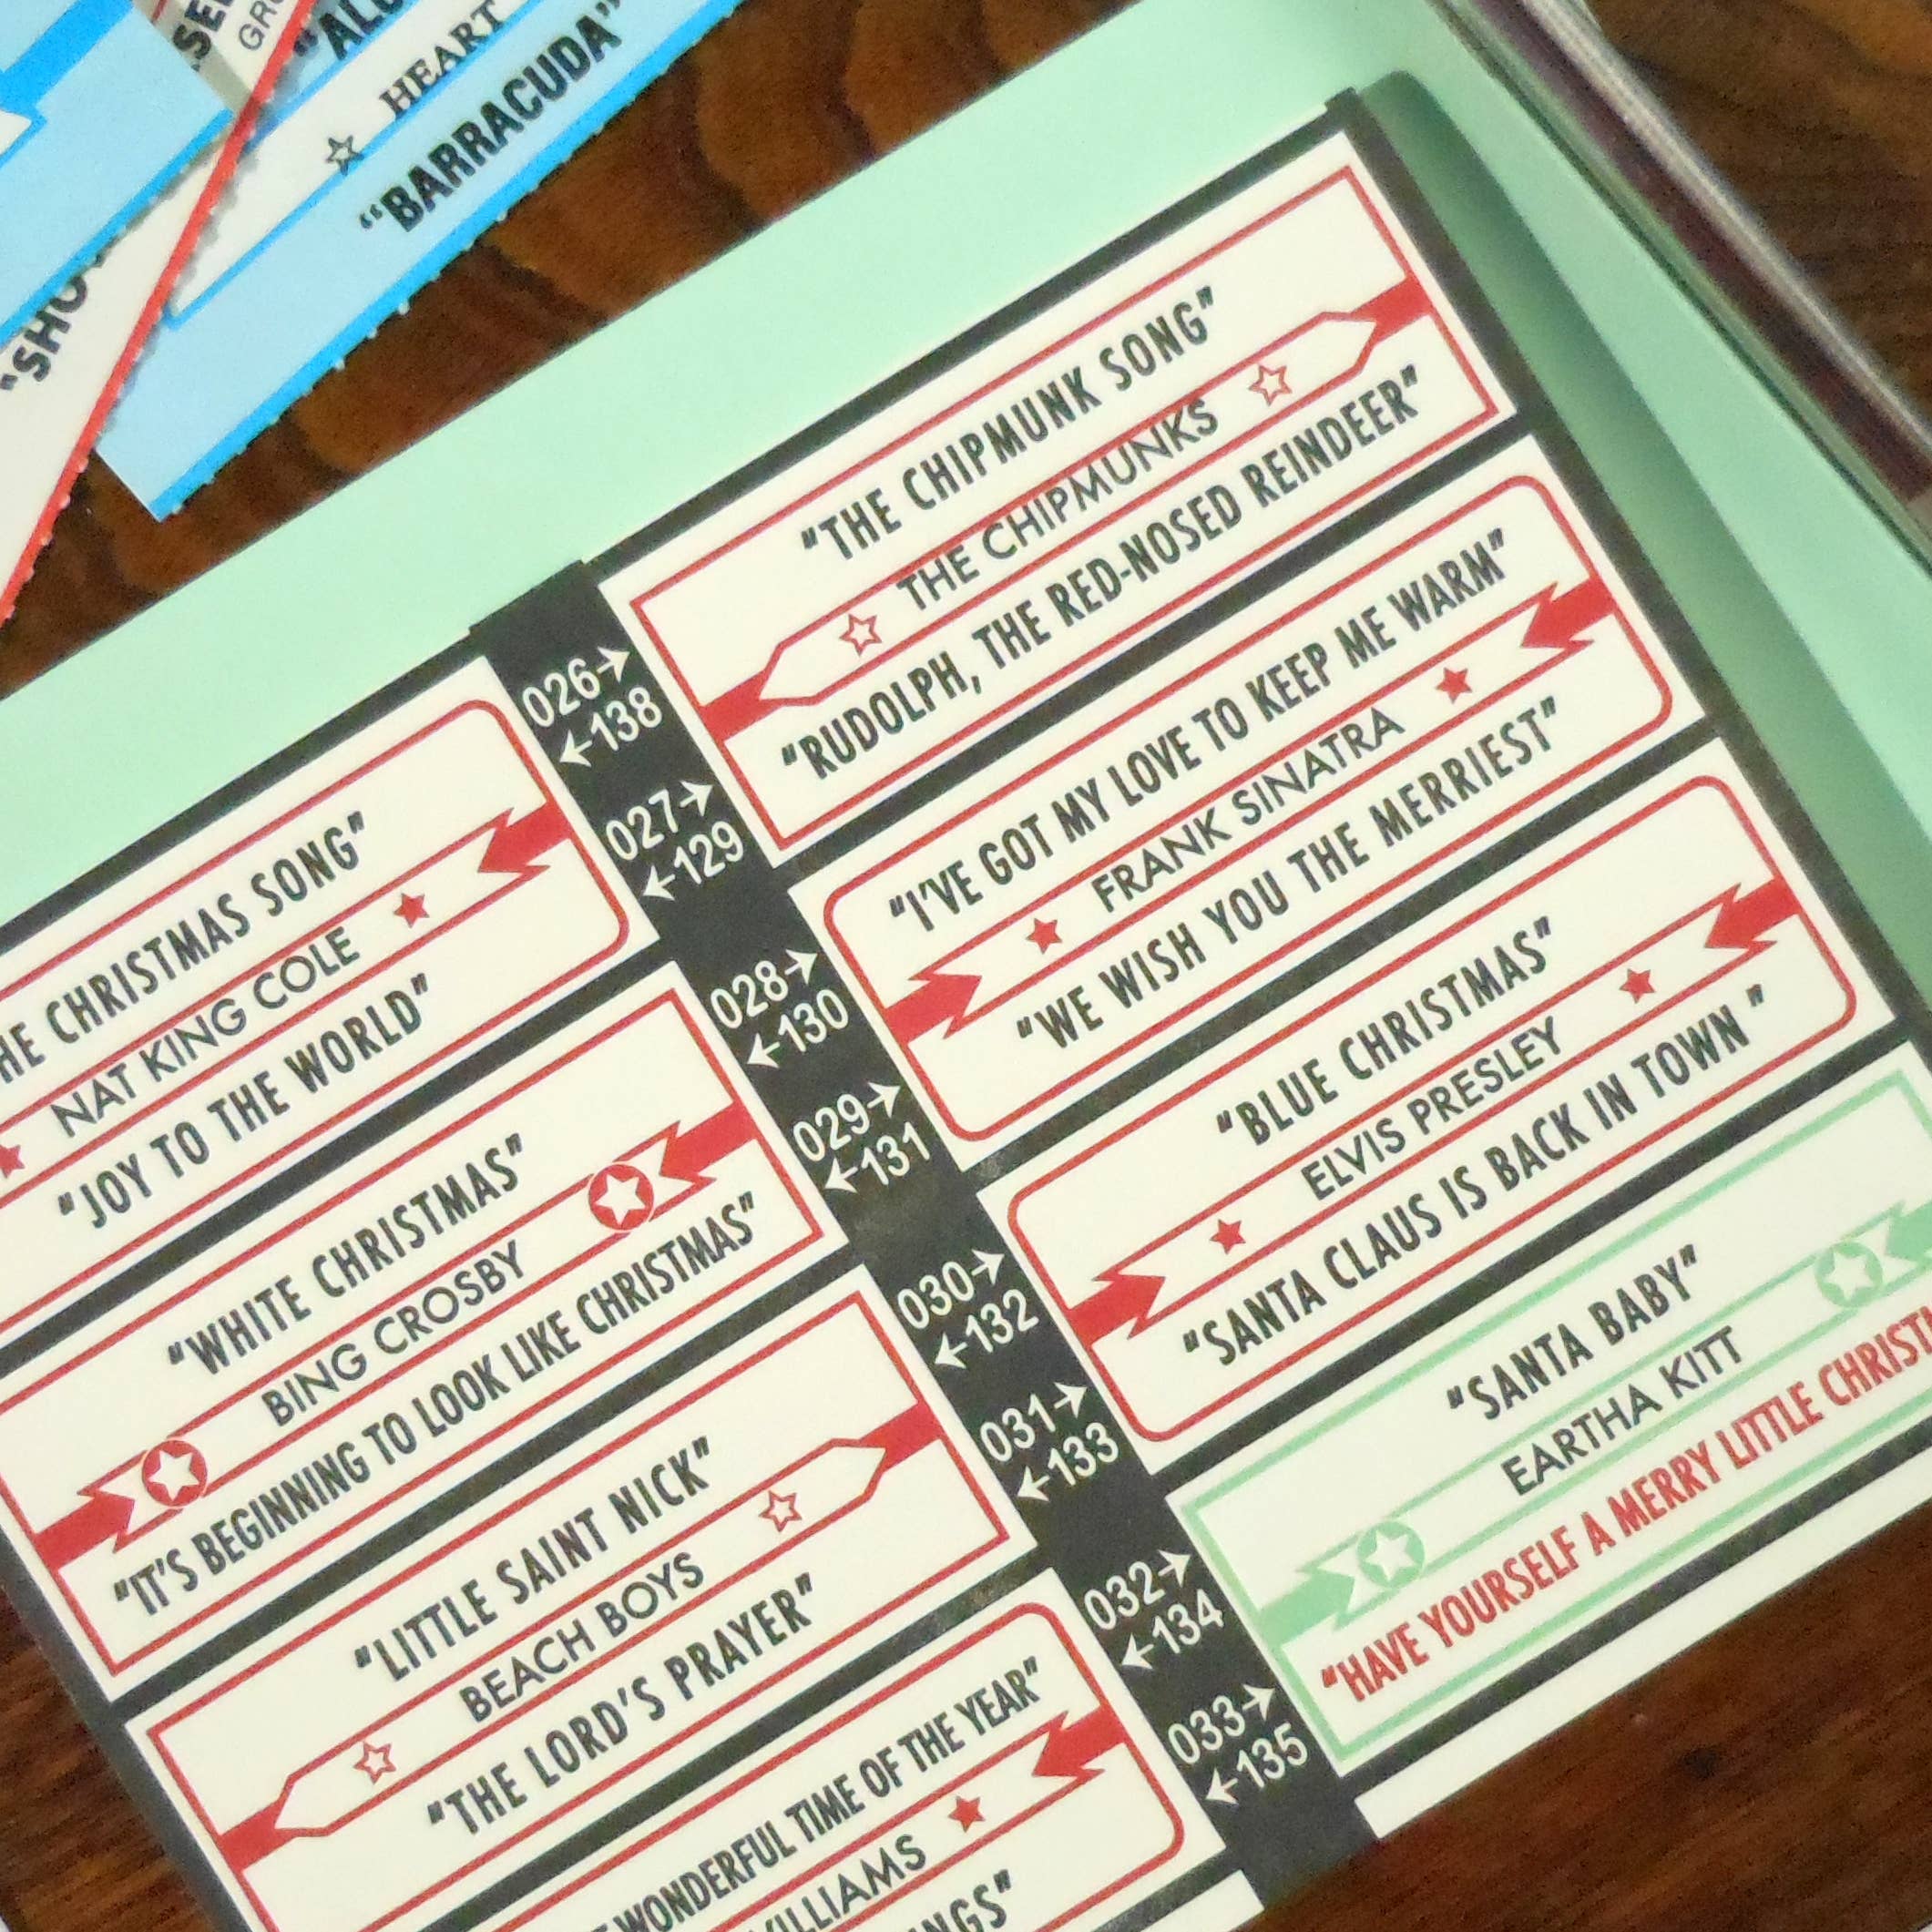 HEART
"BARRACUDA"
"THE CHIPMUNK SONG"
THE CHIPMUNKS
"RUDOLPH, THE RED-NOSED REINDEER"
"I'VE GOT MY LOVE TO KEEP ME WARM"
FRANK SINATRA
"WE WISH YOU THE MERRIEST"
"BLUE CHRISTMAS"
ELVIS PRESLEY
"SANTA CLAUS IS BACK IN TOWN "
"SANTA BABY"
EARTHA KITT
"HAVE YOURSELF A MERRY LITTLE
026→
←138
027→
←129
028→
←130
029→
←131
030→
←132
031→
←133
032→
←134
033→
←135
CHRISTMAS SONG"
NAT KING COLE
"JOY TO THE WORLD"
"WHITE CHRISTMAS"
BING CROSBY
"IT'S BEGINNING TO LOOK LIKE CHRISTMAS"
"LITTLE SAINT NICK"
BEACH BOYS
"THE LORD'S PRAYER"
WONDERFUL TIME OF THE YEAR"